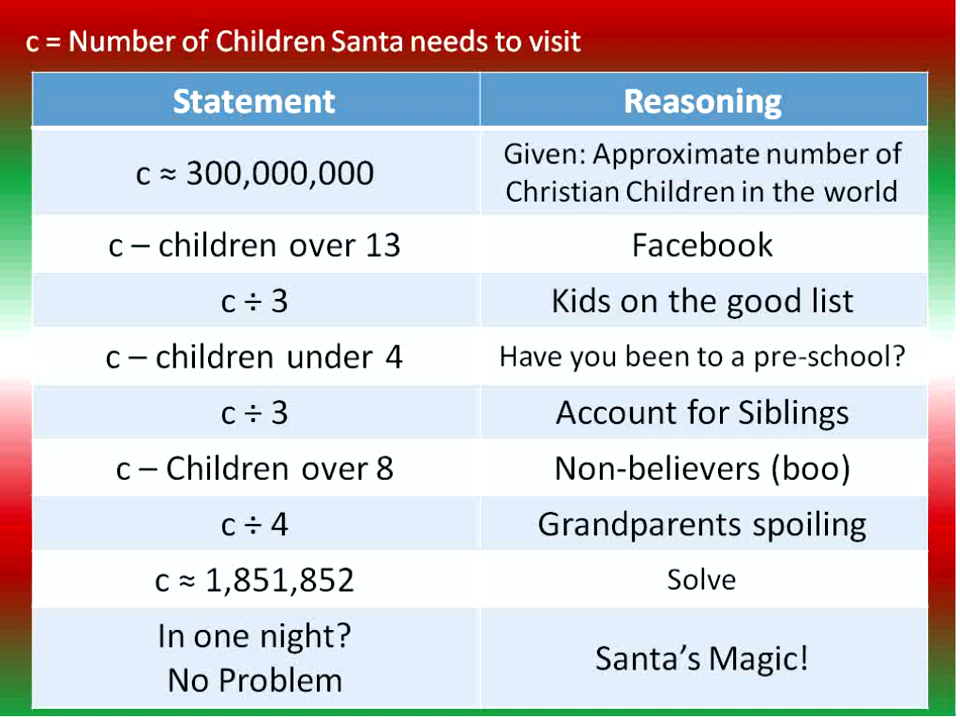 c = Number of Children Santa needs to visit
Statement
Reasoning
c ≈ 300,000,000
Given: Approximate number of
Christian Children in the world
c – children over 13
Facebook
c ÷ 3
Kids on the good list
c – children under 4
Have you been to a pre-school?
c ÷ 3
Account for Siblings
c – Children over 8
Non-believers (boo)
c ÷ 4
Grandparents spoiling
c ≈ 1,851,852
Solve
In one night?
No Problem
Santa's Magic!